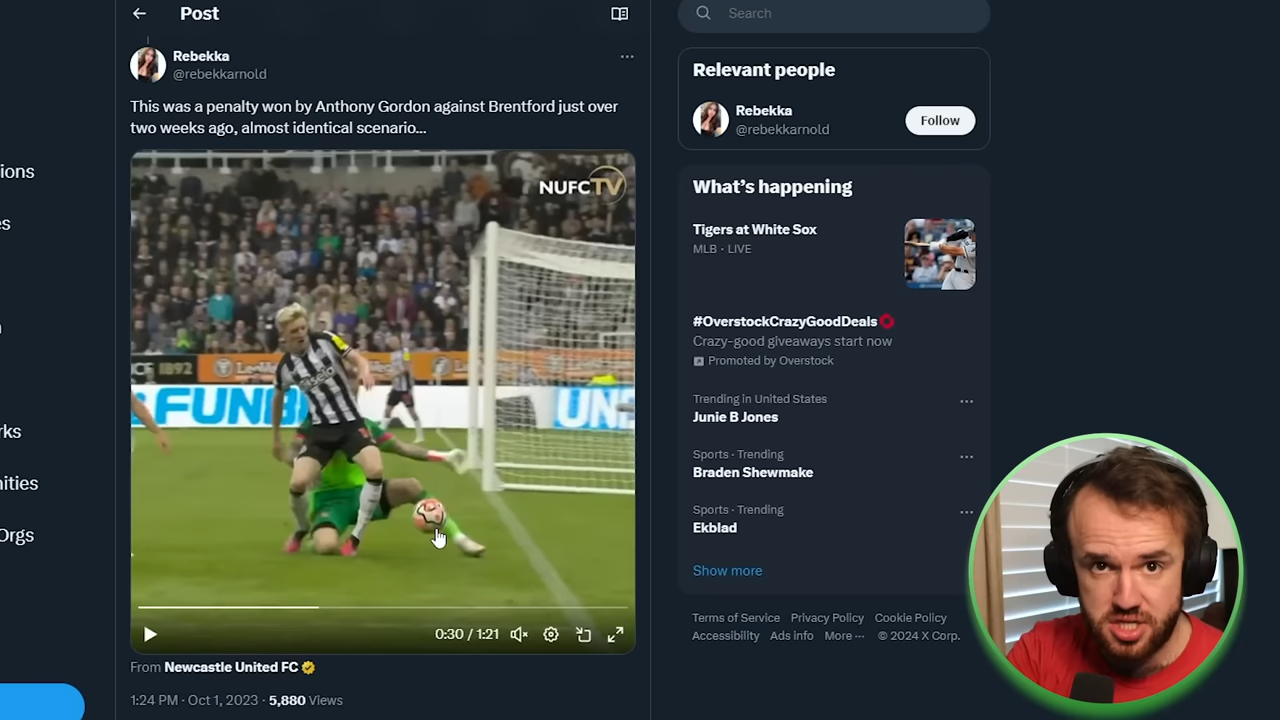 Post
Search
Rebekka
@rebekkarnold
This was a penalty won by Anthony Gordon against Brentford just over
two weeks ago, almost identical scenario...
NUFCTV
1892
FUNB
UN
0:30 / 1:21
From Newcastle United FC
1:24 PM · Oct 1, 2023 · 5,880 Views
ions
es
rks
nities
Orgs
Relevant people
Rebekka
@rebekkarnold
Follow
What's happening
Tigers at White Sox
MLB · LIVE
#OverstockCrazyGoodDeals
Crazy-good giveaways start now
Promoted by Overstock
Trending in United States
Junie B Jones
Sports · Trending
Braden Shewmake
Sports · Trending
Ekblad
Show more
Terms of Service Privacy Policy Cookie Policy
Accessibility Ads info More ··· © 2024 X Corp.